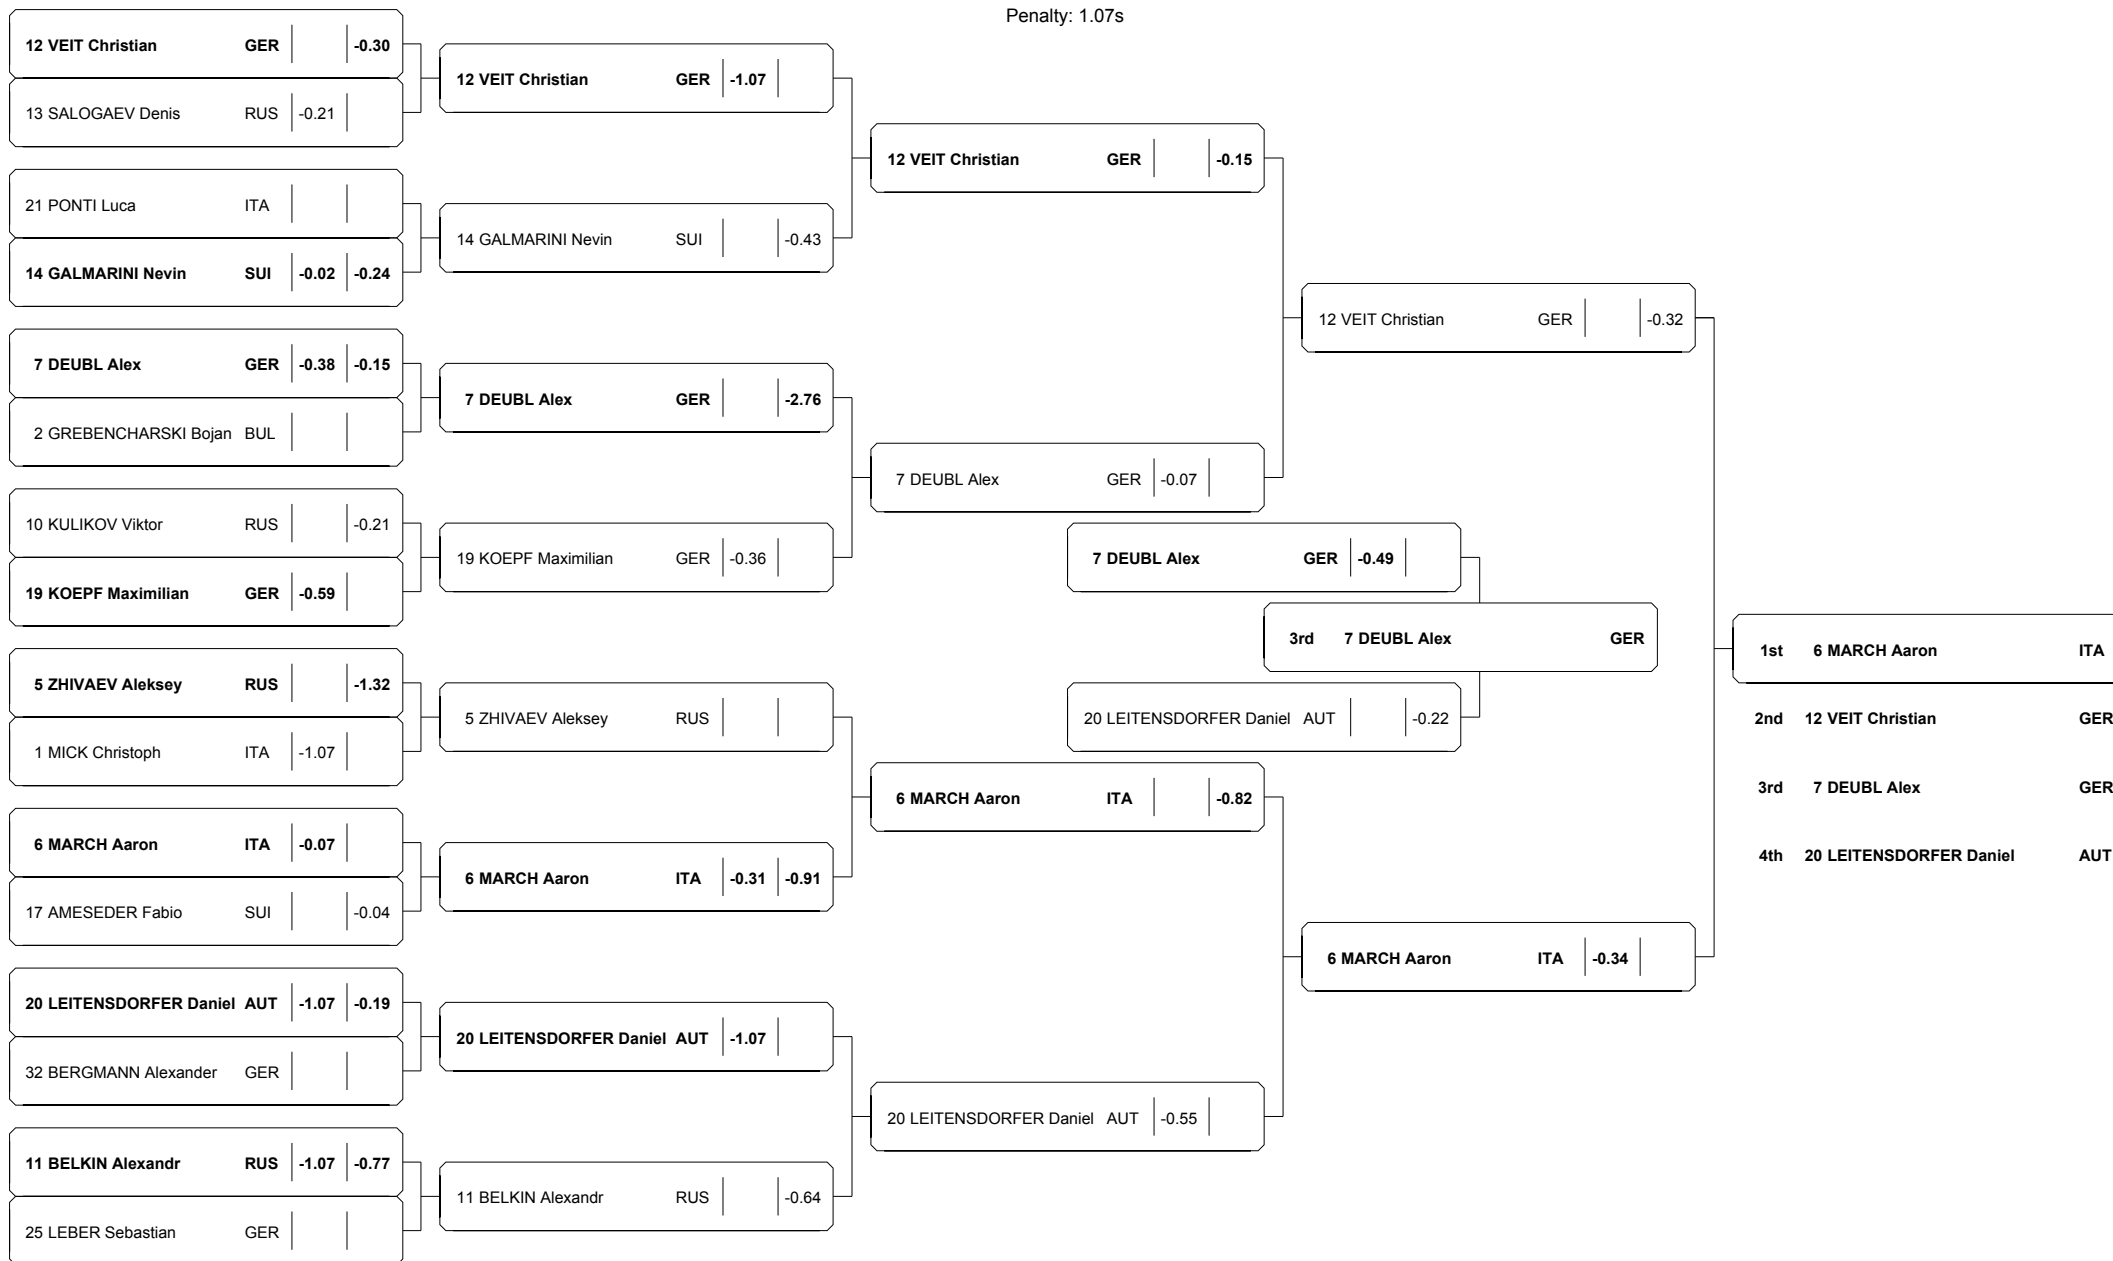 Penalty: 1.07s
12 VEIT Christian GER -0.30
13 SALOGAEV Denis RUS -0.21
21 PONTI Luca ITA
14 GALMARINI Nevin SUI -0.02 -0.24
7 DEUBL Alex GER -0.38 -0.15
2 GREBENCHARSKI Bojan BUL
10 KULIKOV Viktor RUS -0.21
19 KOEPF Maximilian GER -0.59
5 ZHIVAEV Aleksey RUS -1.32
1 MICK Christoph ITA -1.07
6 MARCH Aaron ITA -0.07
17 AMESEDER Fabio SUI -0.04
20 LEITENSDORFER Daniel AUT -1.07 -0.19
32 BERGMANN Alexander GER
11 BELKIN Alexandr RUS -1.07 -0.77
25 LEBER Sebastian GER
12 VEIT Christian GER -1.07
14 GALMARINI Nevin SUI -0.43
7 DEUBL Alex GER -2.76
19 KOEPF Maximilian GER -0.36
5 ZHIVAEV Aleksey RUS
6 MARCH Aaron ITA -0.31 -0.91
20 LEITENSDORFER Daniel AUT -1.07
11 BELKIN Alexandr RUS -0.64
12 VEIT Christian GER -0.15
7 DEUBL Alex GER -0.07
6 MARCH Aaron ITA -0.82
20 LEITENSDORFER Daniel AUT -0.55
7 DEUBL Alex GER -0.49
3rd 7 DEUBL Alex GER
20 LEITENSDORFER Daniel AUT -0.22
12 VEIT Christian GER -0.32
6 MARCH Aaron ITA -0.34
1st 6 MARCH Aaron ITA
2nd 12 VEIT Christian GER
3rd 7 DEUBL Alex GER
4th 20 LEITENSDORFER Daniel AUT